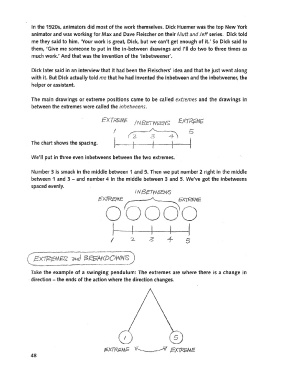 In the 1920s, animators did most of the work themselves. Dick Huemer was the top New York
animator and was working for Max and Dave Fleischer on their Mutt and Jeff series. Dick told
me they said to him, 'Your work is great, Dick, but we can't get enough of it.' So Dick said to
them, 'Give me someone to put in the in-between drawings and I'll do two to three times as
much work.' And that was the invention of the 'inbetweener'.
Dick later said in an interview that it had been the Fleischers' idea and that he just went along
with it. But Dick actually told me that he had invented the inbetween and the inbetweener, the
helper or assistant.
The main drawings or extreme positions came to be called extremes and the drawings in
between the extremes were called the inbetweens.
EXTREME INBETWEENS EXTREME
1 2 3 4 5
The chart shows the spacing.
We'll put in three even inbetweens between the two extremes.
Number 3 is smack in the middle between 1 and 5. Then we put number 2 right in the middle
between 1 and 3 – and number 4 in the middle between 3 and 5. We've got the inbetweens
spaced evenly.
INBETWEENS
EXTREME EXTREME
1 2 3 4 5
EXTREMES and BREAKDOWNS
Take the example of a swinging pendulum: The extremes are where there is a change in
direction – the ends of the action where the direction changes.
1 5
EXTREME EXTREME
48